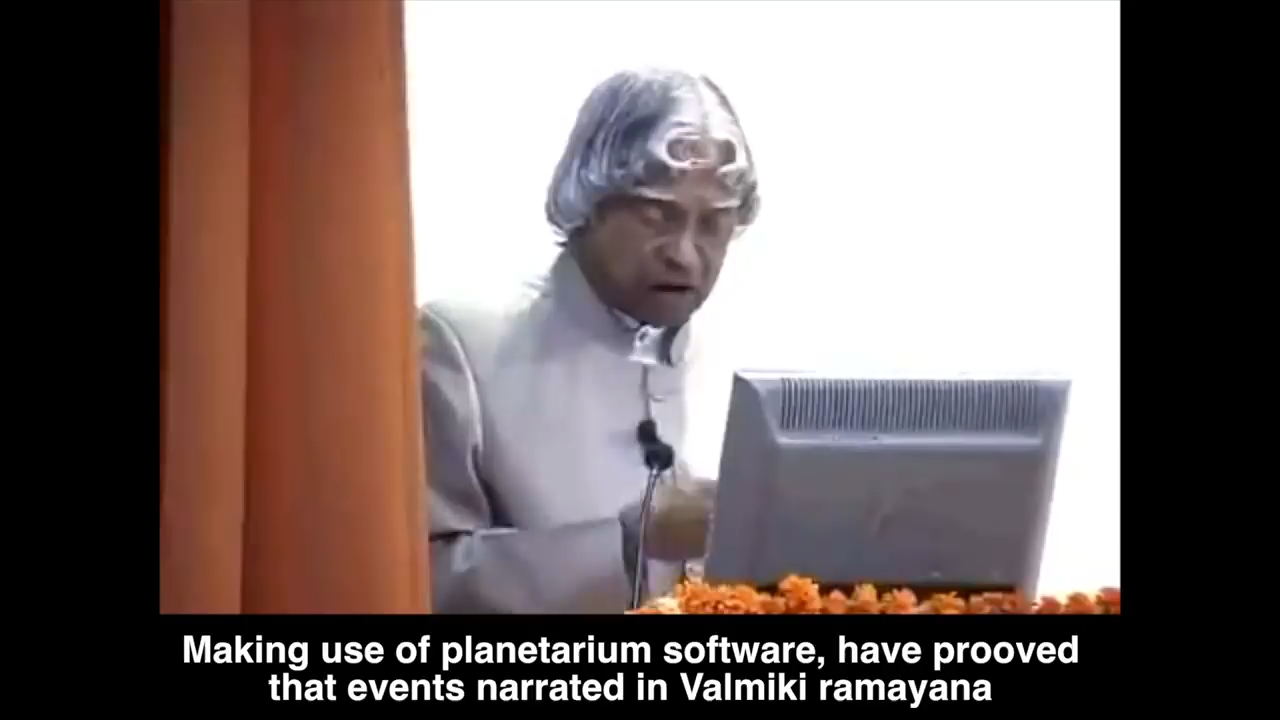 Making use of planetarium software, have prooved
that events narrated in Valmiki ramayana